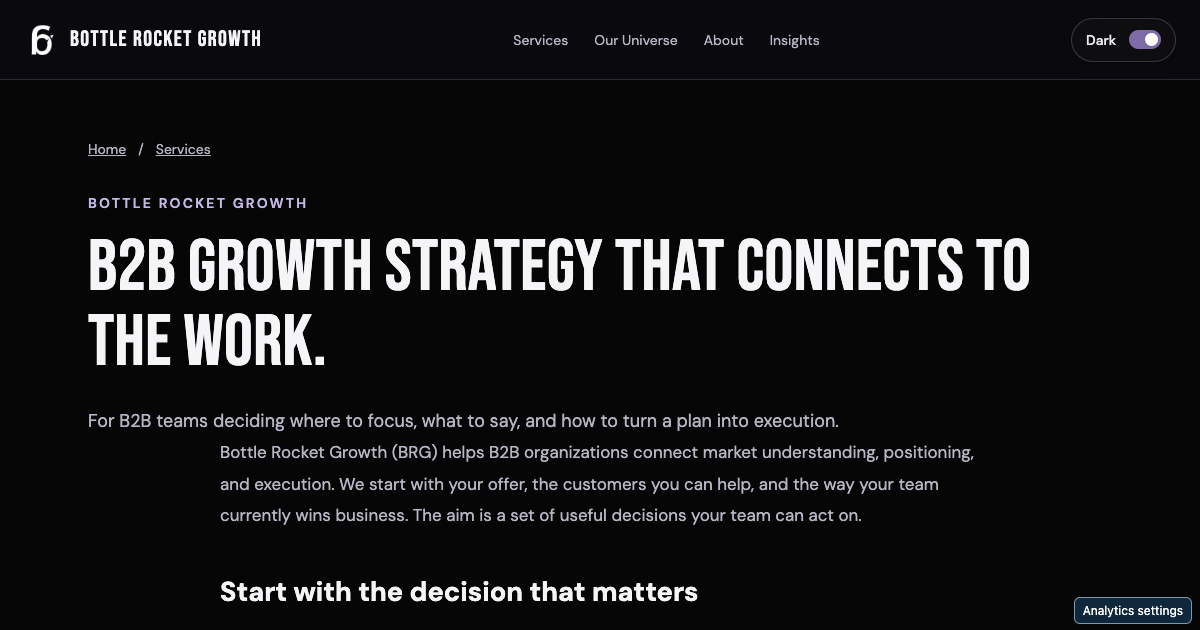 BOTTLE ROCKET GROWTH
Services
Our Universe
About
Insights
Dark
Home / Services
BOTTLE ROCKET GROWTH
B2B GROWTH STRATEGY THAT CONNECTS TO
THE WORK.
For B2B teams deciding where to focus, what to say, and how to turn a plan into execution.
Bottle Rocket Growth (BRG) helps B2B organizations connect market understanding, positioning,
and execution. We start with your offer, the customers you can help, and the way your team
currently wins business. The aim is a set of useful decisions your team can act on.
Start with the decision that matters
Analytics settings